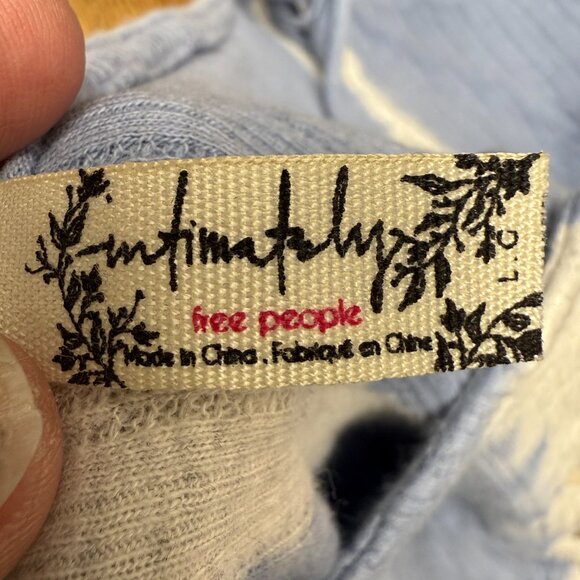 intimately
free people
Made in China . Fabriqué en Chine
L.G